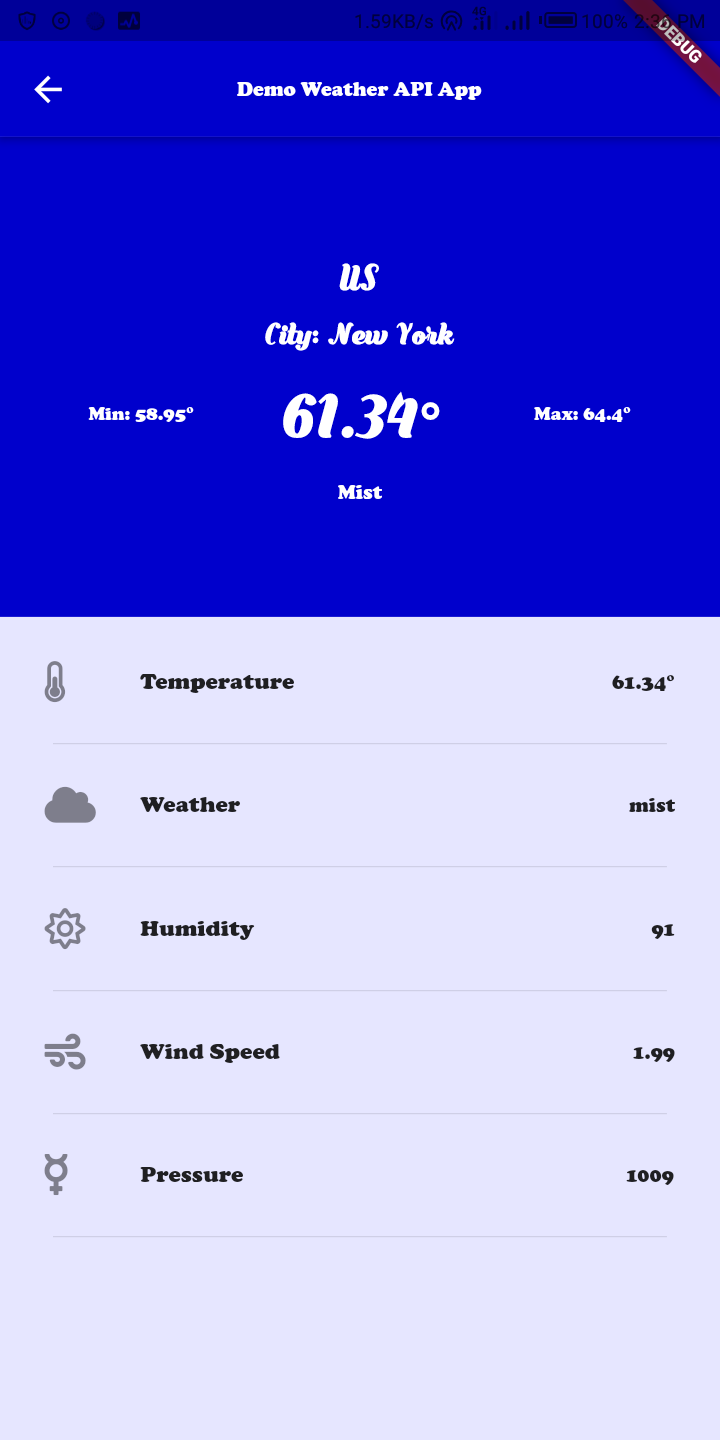 1.59KB/s 4G 100% 2:3 PM
DEBUG
Demo Weather API App
US
City: New York
Min: 58.95° 61.34° Max: 64.4°
Mist
Temperature 61.34°
Weather mist
Humidity 91
Wind Speed 1.99
Pressure 1009